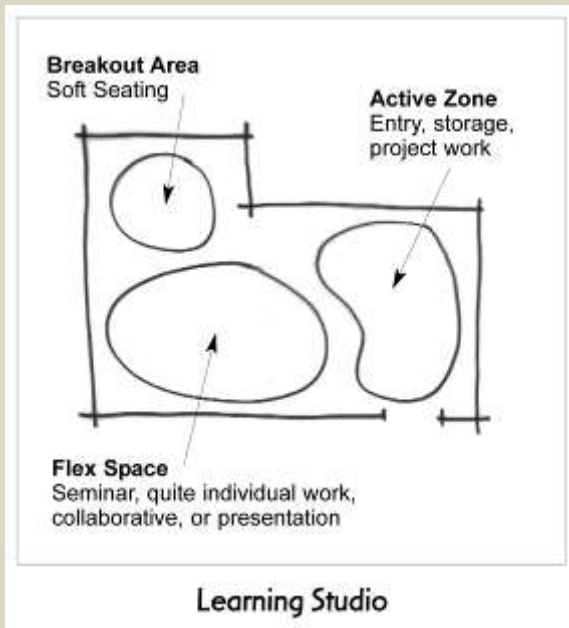 Breakout Area
Soft Seating
Active Zone
Entry, storage,
project work
Flex Space
Seminar, quite individual work,
collaborative, or presentation
Learning Studio